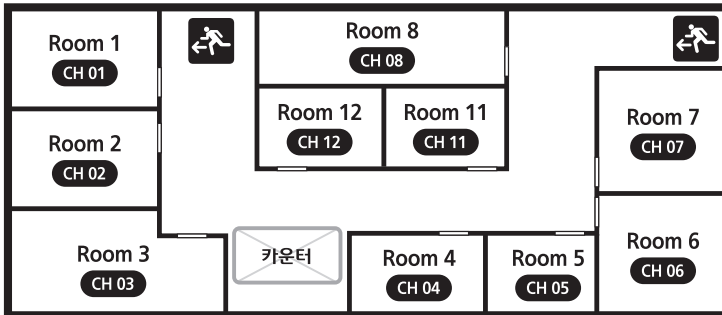 Room 1
CH 01
Room 8
CH 08
Room 12
CH 12
Room 11
CH 11
Room 7
CH 07
Room 2
CH 02
Room 3
CH 03
카운터
Room 4
CH 04
Room 5
CH 05
Room 6
CH 06